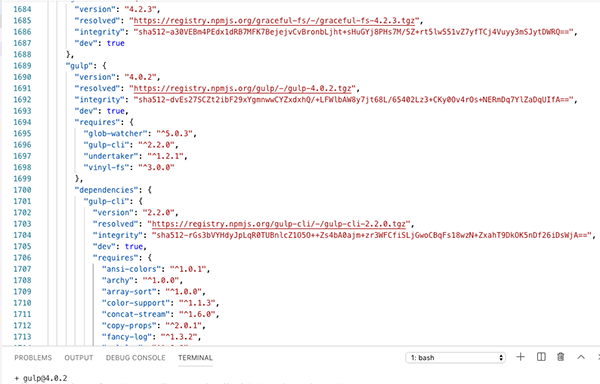 1684 "version": "4.2.3",
1685 "resolved": "https://registry.npmjs.org/graceful-fs/-/graceful-fs-4.2.3.tgz",
1686 "integrity": "sha512-a30VEBm4PEdx1dRB7MFK7BejejvCvBronbLjht+sHuGYj8PHs7M/5Z+rt5lw551vZ7yfTCj4Vuyy3mSJytDWRQ==",
1687 "dev": true
1688 },
1689 "gulp": {
1690 "version": "4.0.2",
1691 "resolved": "https://registry.npmjs.org/gulp/-/gulp-4.0.2.tgz",
1692 "integrity": "sha512-dvEs27SCZt2ibF29xYgmnwwCYZxdxhQ/+LFWlbAW8y7jt68L/65402Lz3+CKy0Ov4rOs+NERmDq7YlZaDqUIfA==",
1693 "dev": true,
1694 "requires": {
1695 "glob-watcher": "^5.0.3",
1696 "gulp-cli": "^2.2.0",
1697 "undertaker": "^1.2.1",
1698 "vinyl-fs": "^3.0.0"
1699 },
1700 "dependencies": {
1701 "gulp-cli": {
1702 "version": "2.2.0",
1703 "resolved": "https://registry.npmjs.org/gulp-cli/-/gulp-cli-2.2.0.tgz",
1704 "integrity": "sha512-rGs3bVYHdyJpLqR0TUBnlcZ1O5O++Zs4bA0ajm+zr3WFCfiSLjGwoCBqFs18wzN+ZxahT9DkOK5nDf26iDsWjA==",
1705 "dev": true,
1706 "requires": {
1707 "ansi-colors": "^1.0.1",
1708 "archy": "^1.0.0",
1709 "array-sort": "^1.0.0",
1710 "color-support": "^1.1.3",
1711 "concat-stream": "^1.6.0",
1712 "copy-props": "^2.0.1",
1713 "fancy-log": "^1.3.2",
PROBLEMS OUTPUT DEBUG CONSOLE TERMINAL 1: bash
+ gulp@4.0.2